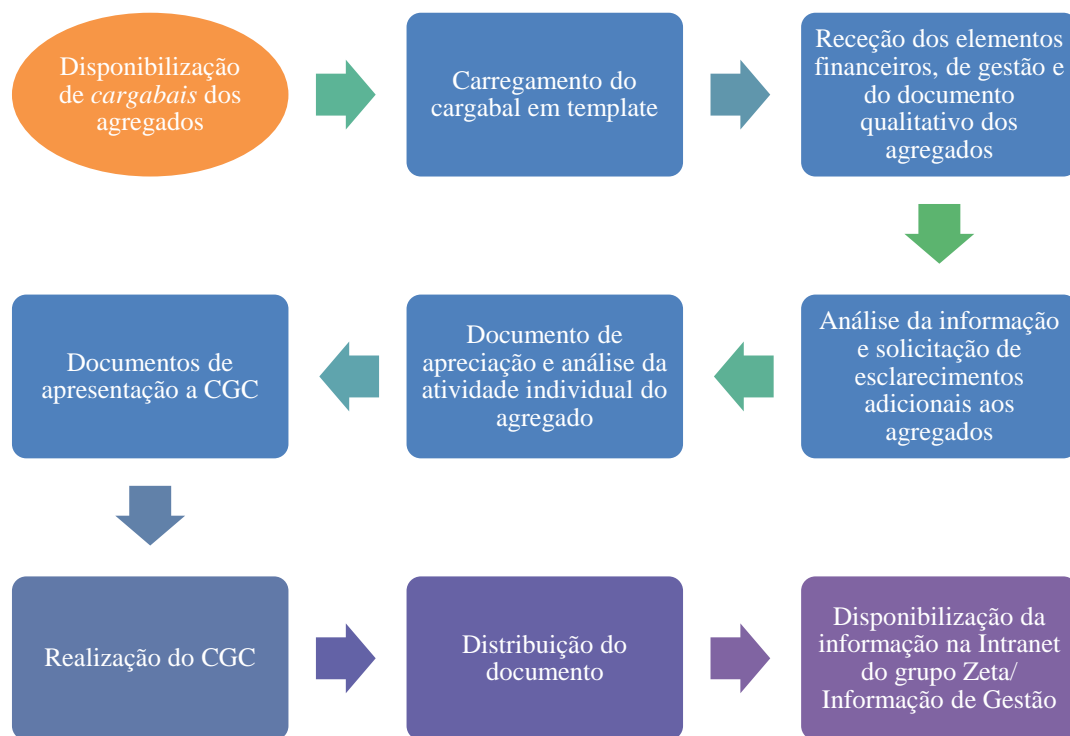 Disponibilização
de cargabais dos
agregados
Carregamento do
cargabal em template
Receção dos elementos
financeiros, de gestão e
do documento
qualitativo dos
agregados
Análise da informação
e solicitação de
esclarecimentos
adicionais aos
agregados
Documento de
apreciação e análise da
atividade individual do
agregado
Documentos de
apresentação a CGC
Realização do CGC
Distribuição do
documento
Disponibilização da
informação na Intranet
do grupo Zeta/
Informação de Gestão